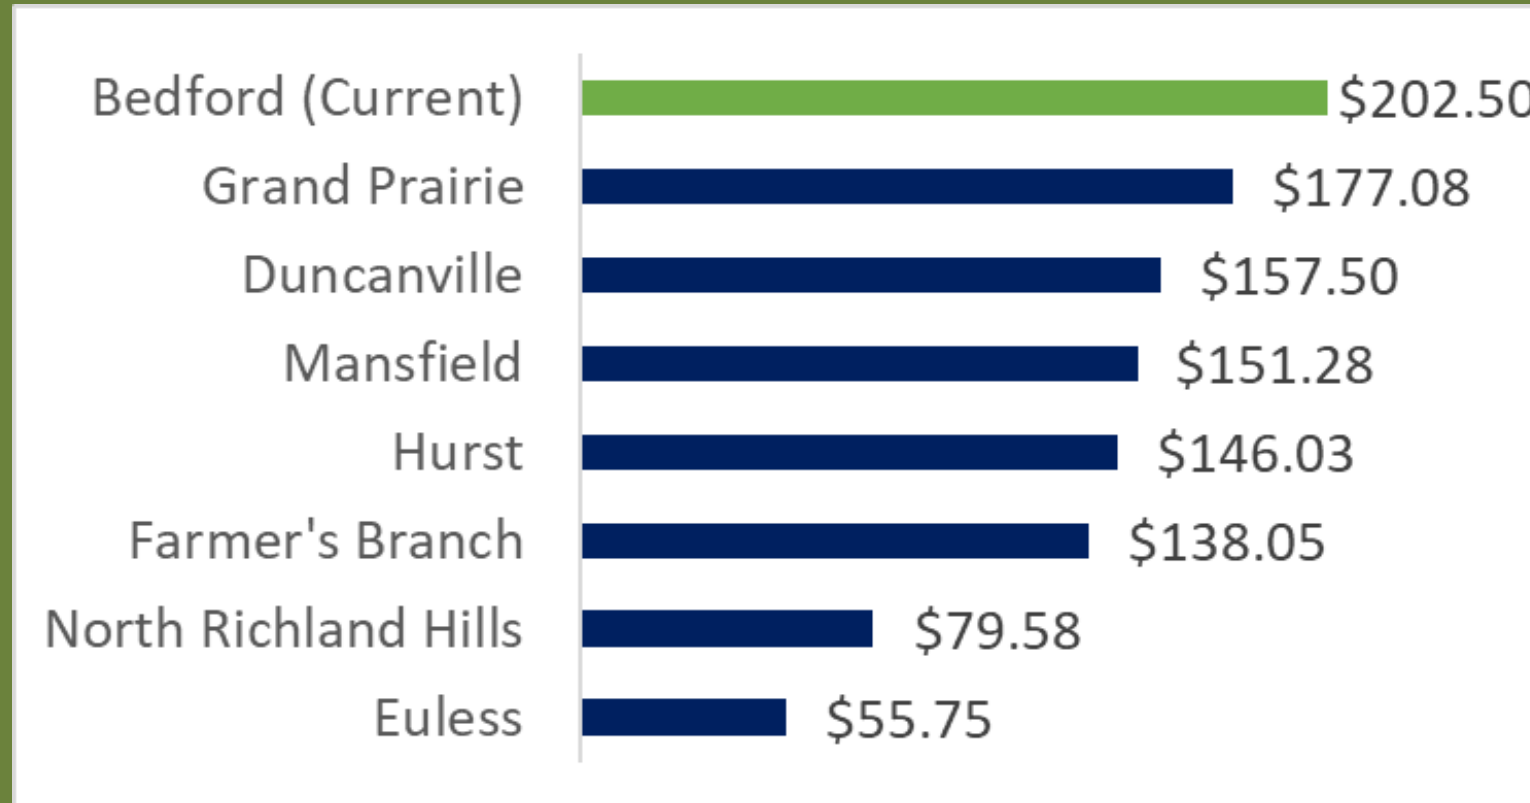 Bedford (Current) $202.50
Grand Prairie $177.08
Duncanville $157.50
Mansfield $151.28
Hurst $146.03
Farmer's Branch $138.05
North Richland Hills $79.58
Euless $55.75